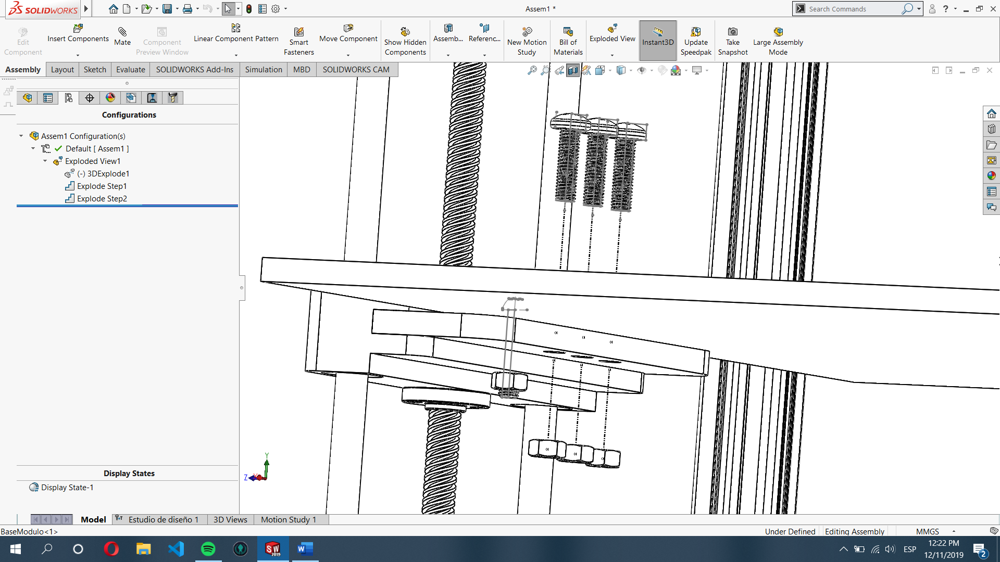 SOLIDWORKS
Assem1 *
Search Commands
Edit Component
Insert Components
Mate
Component Preview Window
Linear Component Pattern
Smart Fasteners
Move Component
Show Hidden Components
Assemb...
Referenc...
New Motion Study
Bill of Materials
Exploded View
Instant3D
Update Speedpak
Take Snapshot
Large Assembly Mode
Assembly
Layout
Sketch
Evaluate
SOLIDWORKS Add-Ins
Simulation
MBD
SOLIDWORKS CAM
Configurations
Assem1 Configuration(s)
Default [ Assem1 ]
Exploded View1
(-) 3DExplode1
Explode Step1
Explode Step2
Y
Z
Display States
Display State-1
Model
Estudio de diseño 1
3D Views
Motion Study 1
BaseModulo<1>
Under Defined
Editing Assembly
MMGS
SW 2019
W
ESP
12:22 PM
12/11/2019
2